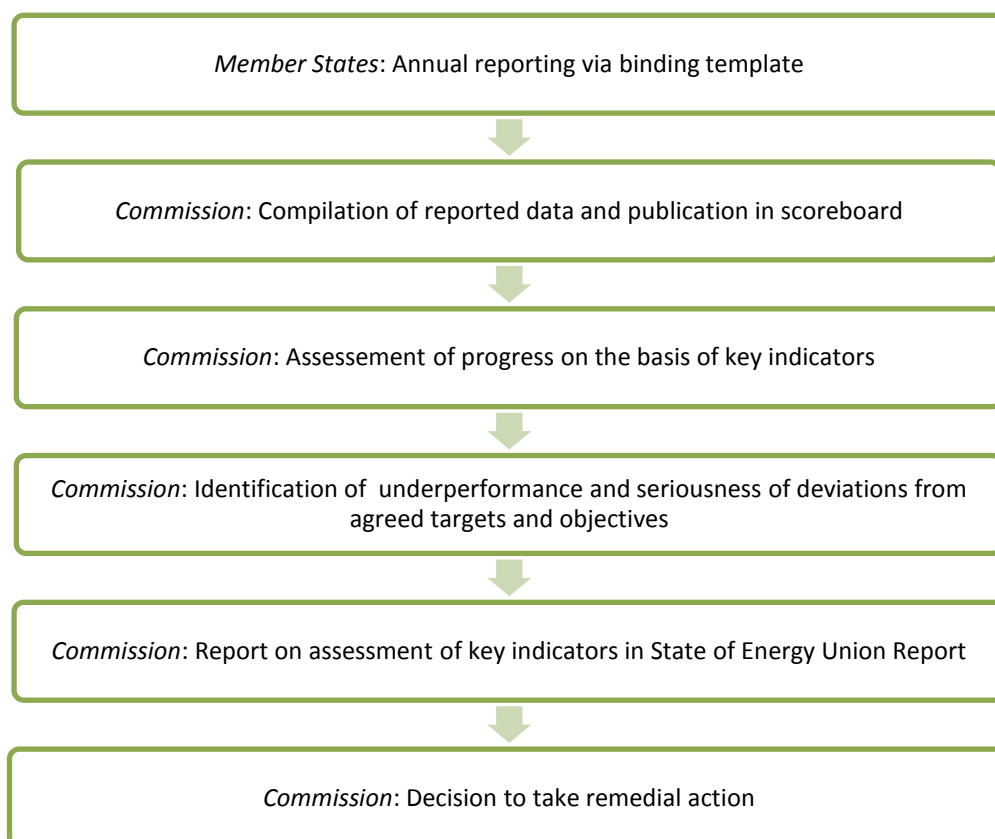 Member States: Annual reporting via binding template
Commission: Compilation of reported data and publication in scoreboard
Commission: Assessement of progress on the basis of key indicators
Commission: Identification of  underperformance and seriousness of deviations from
agreed targets and objectives
Commission: Report on assessment of key indicators in State of Energy Union Report
Commission: Decision to take remedial action